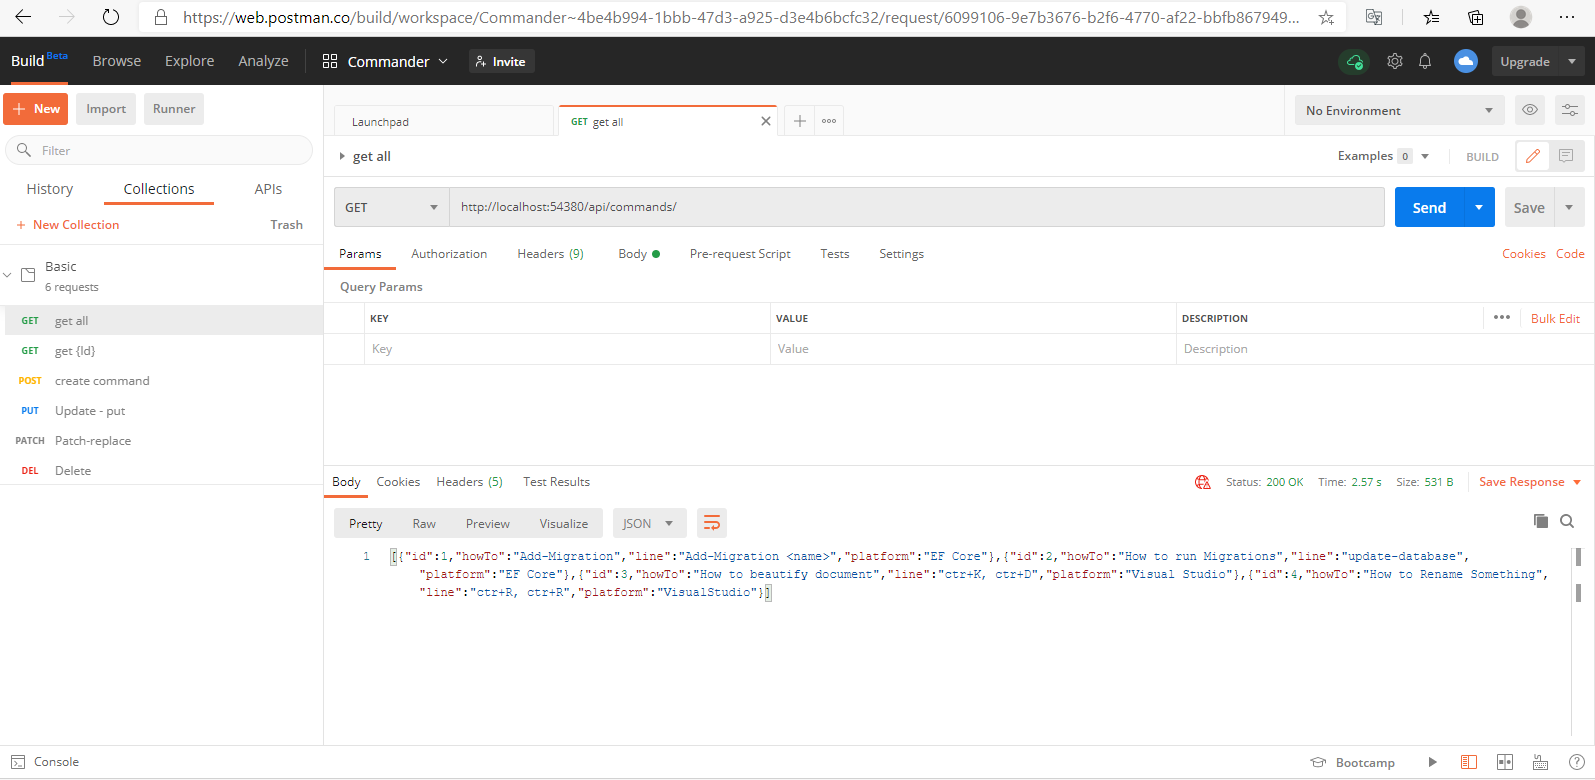 https://web.postman.co/build/workspace/Commander~4be4b994-1bbb-47d3-a925-d3e4b6bcfc32/request/6099106-9e7b3676-b2f6-4770-af22-bbfb867949...
Build Beta Browse Explore Analyze Commander Invite Upgrade
+ New Import Runner
Launchpad GET get all No Environment
Filter
get all Examples 0 BUILD
History Collections APIs
GET http://localhost:54380/api/commands/ Send Save
+ New Collection Trash
Params Authorization Headers (9) Body Pre-request Script Tests Settings Cookies Code
Basic
6 requests
Query Params
KEY VALUE DESCRIPTION Bulk Edit
Key Value Description
GET get all
GET get {Id}
POST create command
PUT Update - put
PATCH Patch-replace
DEL Delete
Body Cookies Headers (5) Test Results Status: 200 OK Time: 2.57 s Size: 531 B Save Response
Pretty Raw Preview Visualize JSON
1 [{"id":1,"howTo":"Add-Migration","line":"Add-Migration <name>","platform":"EF Core"},{"id":2,"howTo":"How to run Migrations","line":"update-database",
"platform":"EF Core"},{"id":3,"howTo":"How to beautify document","line":"ctr+K, ctr+D","platform":"Visual Studio"},{"id":4,"howTo":"How to Rename Something",
"line":"ctr+R, ctr+R","platform":"VisualStudio"}]
Console Bootcamp